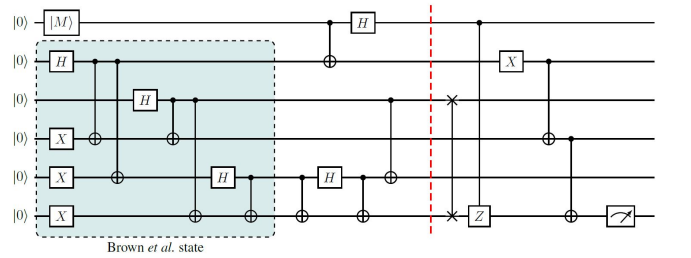 |0⟩ |M⟩ H
|0⟩ H X
|0⟩ H
|0⟩ X
|0⟩ X H H
|0⟩ X Z
Brown et al. state